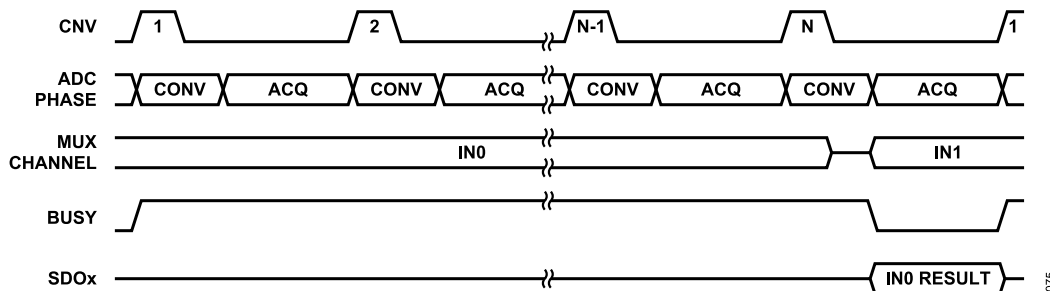 CNV 1 2 N-1 N 1
ADC PHASE CONV ACQ CONV ACQ CONV ACQ CONV ACQ
MUX CHANNEL IN0 IN1
BUSY
SDOx IN0 RESULT
075